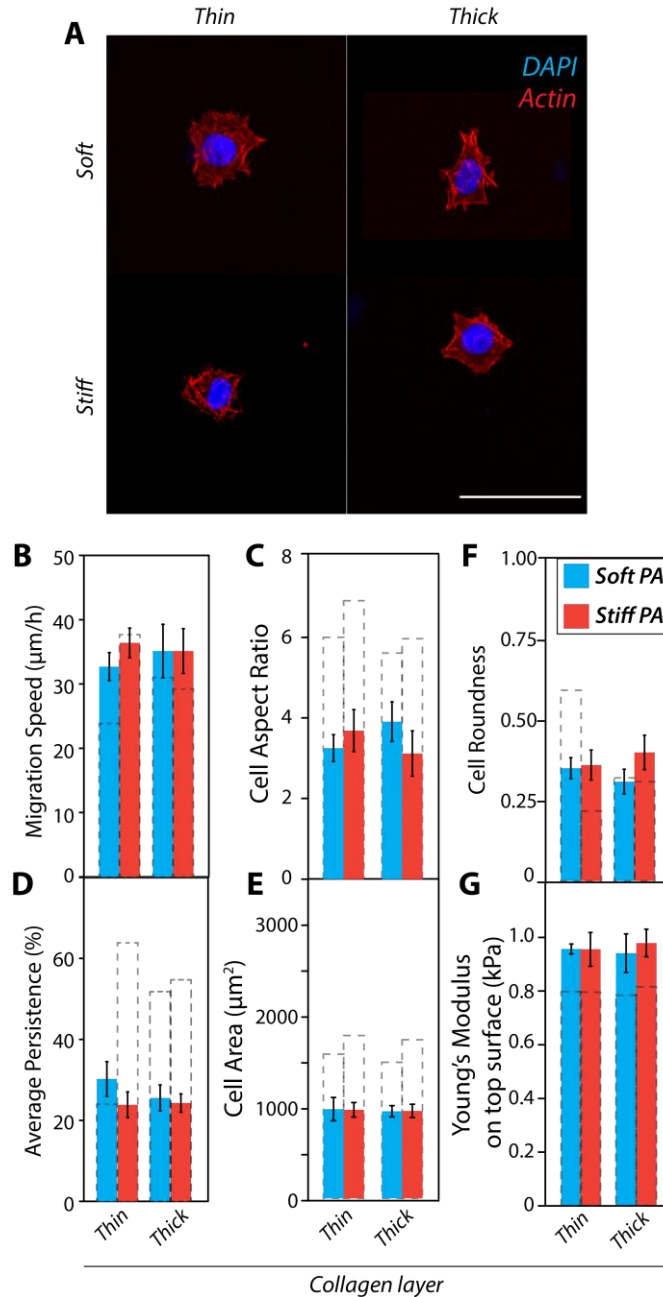 Thin
Thick
A
DAPI
Actin
Soft
Stiff
B
50
40
30
20
10
0
Migration Speed (µm/h)
C
8
6
4
2
0
Cell Aspect Ratio
F
1.00
0.75
0.50
0.25
0
Cell Roundness
Soft PA
Stiff PA
D
60
40
20
0
Average Persistence (%)
Thin
Thick
E
3000
2000
1000
0
Cell Area (µm²)
Thin
Thick
G
1.0
0.8
0.6
0.4
0.2
0
Young's Modulus
on top surface (kPa)
Thin
Thick
Collagen layer